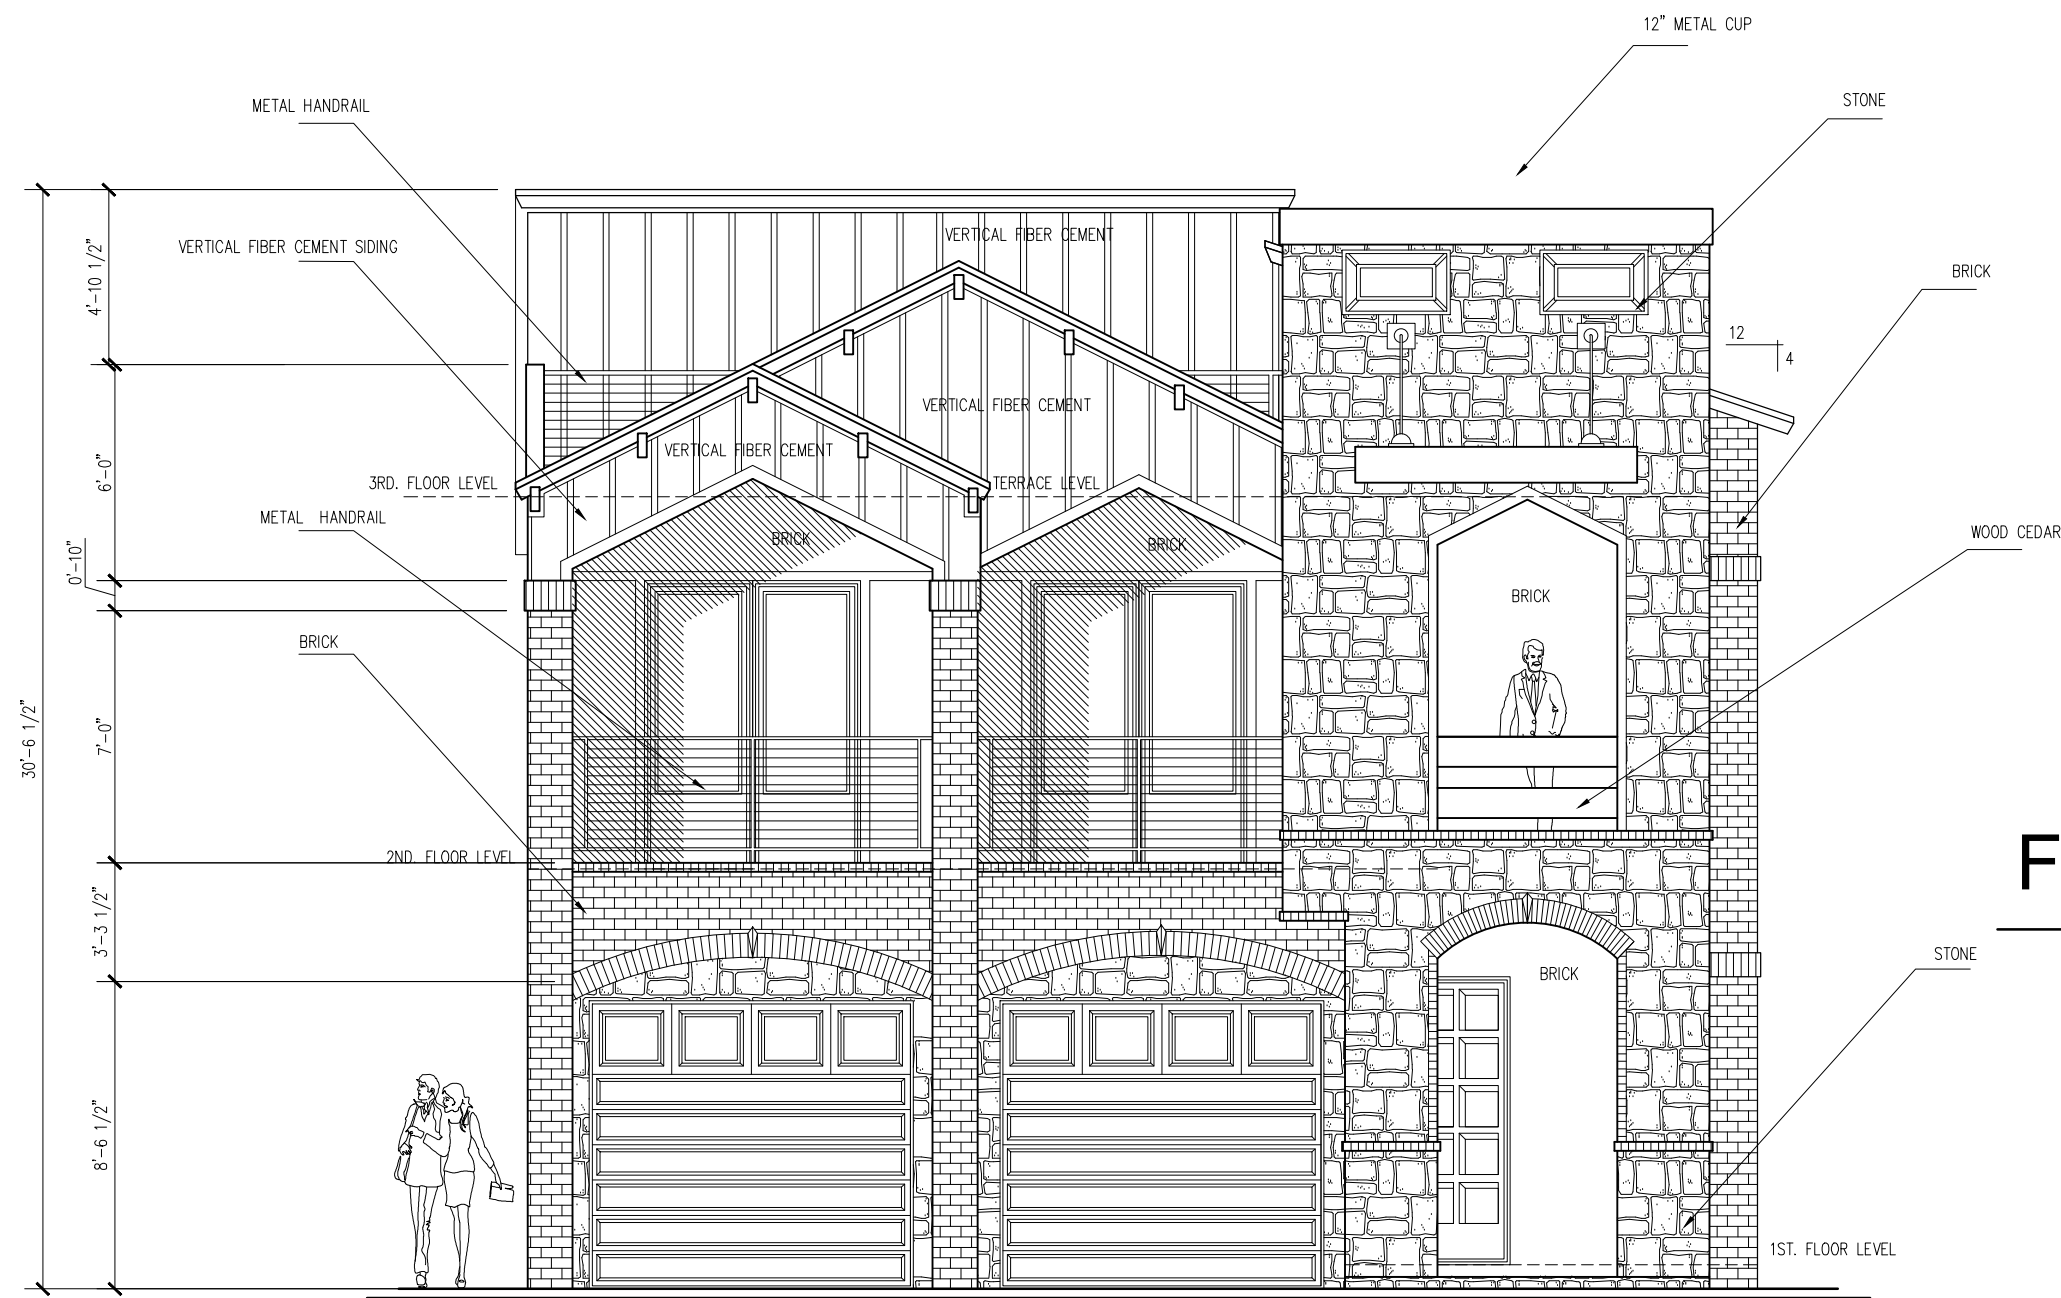 12" METAL CUP
STONE
METAL HANDRAIL
VERTICAL FIBER CEMENT
VERTICAL FIBER CEMENT SIDING
BRICK
4'-10 1/2"
12
4
VERTICAL FIBER CEMENT
VERTICAL FIBER CEMENT
3RD. FLOOR LEVEL
TERRACE LEVEL
6'-0"
METAL HANDRAIL
WOOD CEDAR
BRICK
BRICK
0'-10"
BRICK
BRICK
7'-0"
30'-6 1/2"
2ND. FLOOR LEVEL
F
3'-3 1/2"
STONE
BRICK
8'-6 1/2"
1ST. FLOOR LEVEL